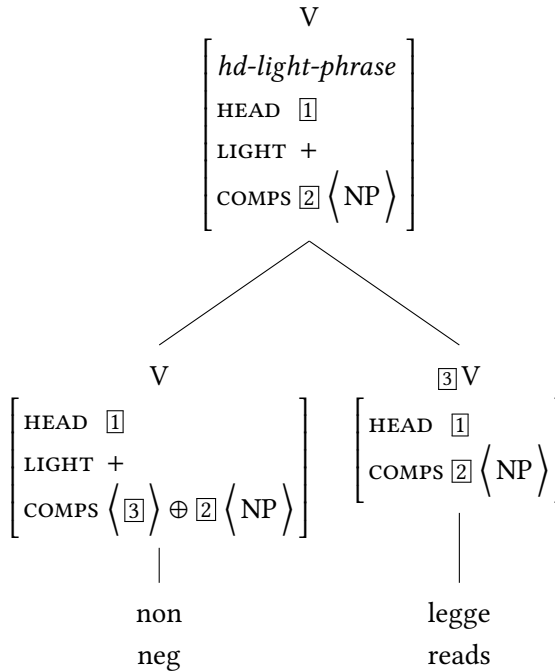 V
hd-light-phrase
HEAD 1
LIGHT +
COMPS 2 ⟨NP⟩
V
HEAD 1
LIGHT +
COMPS ⟨3⟩ ⊕ 2 ⟨NP⟩
3 V
HEAD 1
COMPS 2 ⟨NP⟩
non
neg
legge
reads